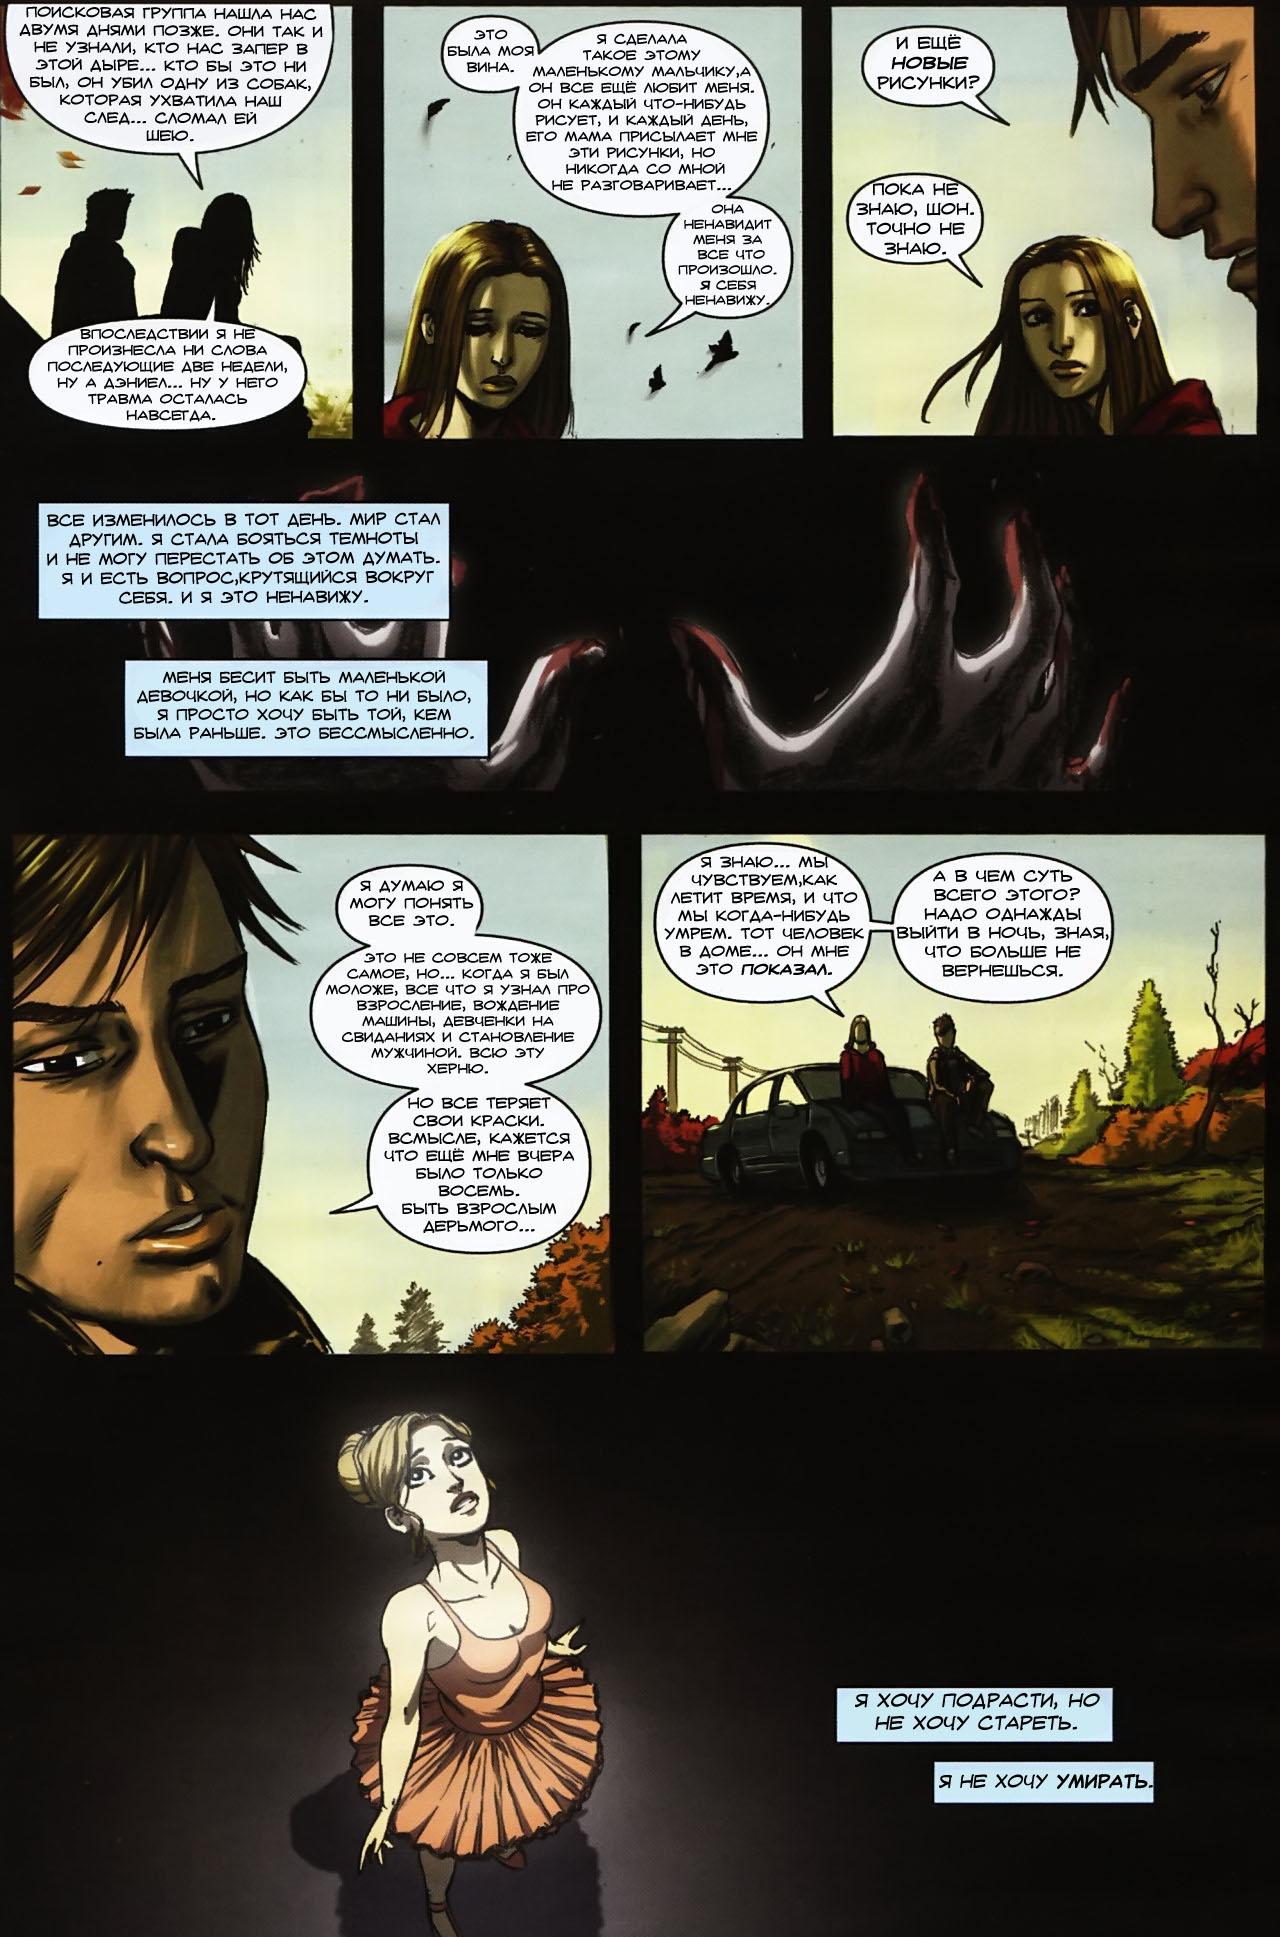 ПОИСКОВАЯ ГРУППА НАШЛА НАС
ДВУМЯ ДНЯМИ ПОЗЖЕ. ОНИ ТАК И
НЕ УЗНАЛИ, КТО НАС ЗАПЕР В
ЭТОЙ ДЫРЕ... КТО БЫ ЭТО НИ
БЫЛ, ОН УБИЛ ОДНУ ИЗ СОБАК,
КОТОРАЯ УХВАТИЛА НАШ
СЛЕД... СЛОМАЛ ЕЙ
ШЕЮ.
ВПОСЛЕДСТВИИ Я НЕ
ПРОИЗНЕСЛА НИ СЛОВА
ПОСЛЕДУЮЩИЕ ДВЕ НЕДЕЛИ,
НУ А ДЭНИЕЛ... НУ У НЕГО
ТРАВМА ОСТАЛАСЬ
НАВСЕГДА.
ЭТО
БЫЛА МОЯ
ВИНА.
Я СДЕЛАЛА
ТАКОЕ ЭТОМУ
МАЛЕНЬКОМУ МАЛЬЧИКУ,А
ОН ВСЕ ЕЩЁ ЛЮБИТ МЕНЯ.
ОН КАЖДЫЙ ЧТО-НИБУДЬ
РИСУЕТ, И КАЖДЫЙ ДЕНЬ,
ЕГО МАМА ПРИСЫЛАЕТ МНЕ
ЭТИ РИСУНКИ, НО
НИКОГДА СО МНОЙ
НЕ РАЗГОВАРИВАЕТ...
ОНА
НЕНАВИДИТ
МЕНЯ ЗА
ВСЕ ЧТО
ПРОИЗОШЛО.
Я СЕБЯ
НЕНАВИЖУ.
И ЕЩЁ
НОВЫЕ
РИСУНКИ?
ПОКА НЕ
ЗНАЮ, ШОН.
ТОЧНО НЕ
ЗНАЮ.
ВСЕ ИЗМЕНИЛОСЬ В ТОТ ДЕНЬ. МИР СТАЛ
ДРУГИМ. Я СТАЛА БОЯТЬСЯ ТЕМНОТЫ
И НЕ МОГУ ПЕРЕСТАТЬ ОБ ЭТОМ ДУМАТЬ.
Я И ЕСТЬ ВОПРОС,КРУТЯЩИЙСЯ ВОКРУГ
СЕБЯ. И Я ЭТО НЕНАВИЖУ.
МЕНЯ БЕСИТ БЫТЬ МАЛЕНЬКОЙ
ДЕВОЧКОЙ, НО КАК БЫ ТО НИ БЫЛО,
Я ПРОСТО ХОЧУ БЫТЬ ТОЙ, КЕМ
БЫЛА РАНЬШЕ. ЭТО БЕССМЫСЛЕННО.
Я ДУМАЮ Я
МОГУ ПОНЯТЬ
ВСЕ ЭТО.
ЭТО НЕ СОВСЕМ ТОЖЕ
САМОЕ, НО... КОГДА Я БЫЛ
МОЛОЖЕ, ВСЕ ЧТО Я УЗНАЛ ПРО
ВЗРОСЛЕНИЕ, ВОЖДЕНИЕ
МАШИНЫ, ДЕВЧЕНКИ НА
СВИДАНИЯХ И СТАНОВЛЕНИЕ
МУЖЧИНОЙ. ВСЮ ЭТУ
ХЕРНЮ.
НО ВСЕ ТЕРЯЕТ
СВОИ КРАСКИ.
ВСМЫСЛЕ, КАЖЕТСЯ
ЧТО ЕЩЁ МНЕ ВЧЕРА
БЫЛО ТОЛЬКО
ВОСЕМЬ.
БЫТЬ ВЗРОСЛЫМ
ДЕРЬМОГО...
Я ЗНАЮ... МЫ
ЧУВСТВУЕМ,КАК
ЛЕТИТ ВРЕМЯ, И ЧТО
МЫ КОГДА-НИБУДЬ
УМРЕМ. ТОТ ЧЕЛОВЕК
В ДОМЕ... ОН МНЕ
ЭТО ПОКАЗАЛ.
А В ЧЕМ СУТЬ
ВСЕГО ЭТОГО?
НАДО ОДНАЖДЫ
ВЫЙТИ В НОЧЬ, ЗНАЯ,
ЧТО БОЛЬШЕ НЕ
ВЕРНЕШЬСЯ.
Я ХОЧУ ПОДРАСТИ, НО
НЕ ХОЧУ СТАРЕТЬ.
Я НЕ ХОЧУ УМИРАТЬ.